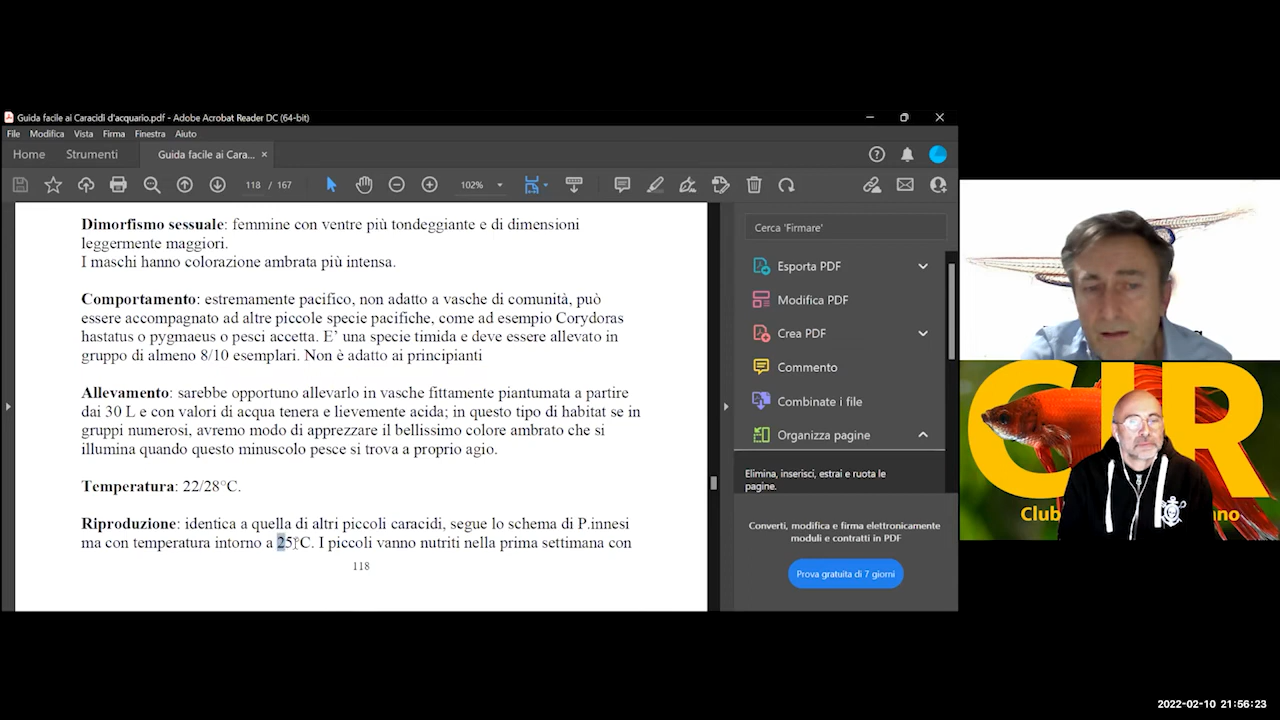 Guida facile ai Caracidi d'acquario.pdf - Adobe Acrobat Reader DC (64-bit)
File Modifica Vista Firma Finestra Aiuto
Home Strumenti Guida facile ai Cara... ×
118 / 167 102%
Dimorfismo sessuale: femmine con ventre più tondeggiante e di dimensioni
leggermente maggiori.
I maschi hanno colorazione ambrata più intensa.
Comportamento: estremamente pacifico, non adatto a vasche di comunità, può
essere accompagnato ad altre piccole specie pacifiche, come ad esempio Corydoras
hastatus o pygmaeus o pesci accetta. E' una specie timida e deve essere allevato in
gruppo di almeno 8/10 esemplari. Non è adatto ai principianti
Allevamento: sarebbe opportuno allevarlo in vasche fittamente piantumata a partire
dai 30 L e con valori di acqua tenera e lievemente acida; in questo tipo di habitat se in
gruppi numerosi, avremo modo di apprezzare il bellissimo colore ambrato che si
illumina quando questo minuscolo pesce si trova a proprio agio.
Temperatura: 22/28°C.
Riproduzione: identica a quella di altri piccoli caracidi, segue lo schema di P.innesi
ma con temperatura intorno a 25°C. I piccoli vanno nutriti nella prima settimana con
118
Cerca 'Firmare'
Esporta PDF
Modifica PDF
Crea PDF
Commento
Combinate i file
Organizza pagine
Elimina, inserisci, estrai e ruota le
pagine.
Converti, modifica e firma elettronicamente
moduli e contratti in PDF
Prova gratuita di 7 giorni
CIR
Club
2022-02-10 21:56:23